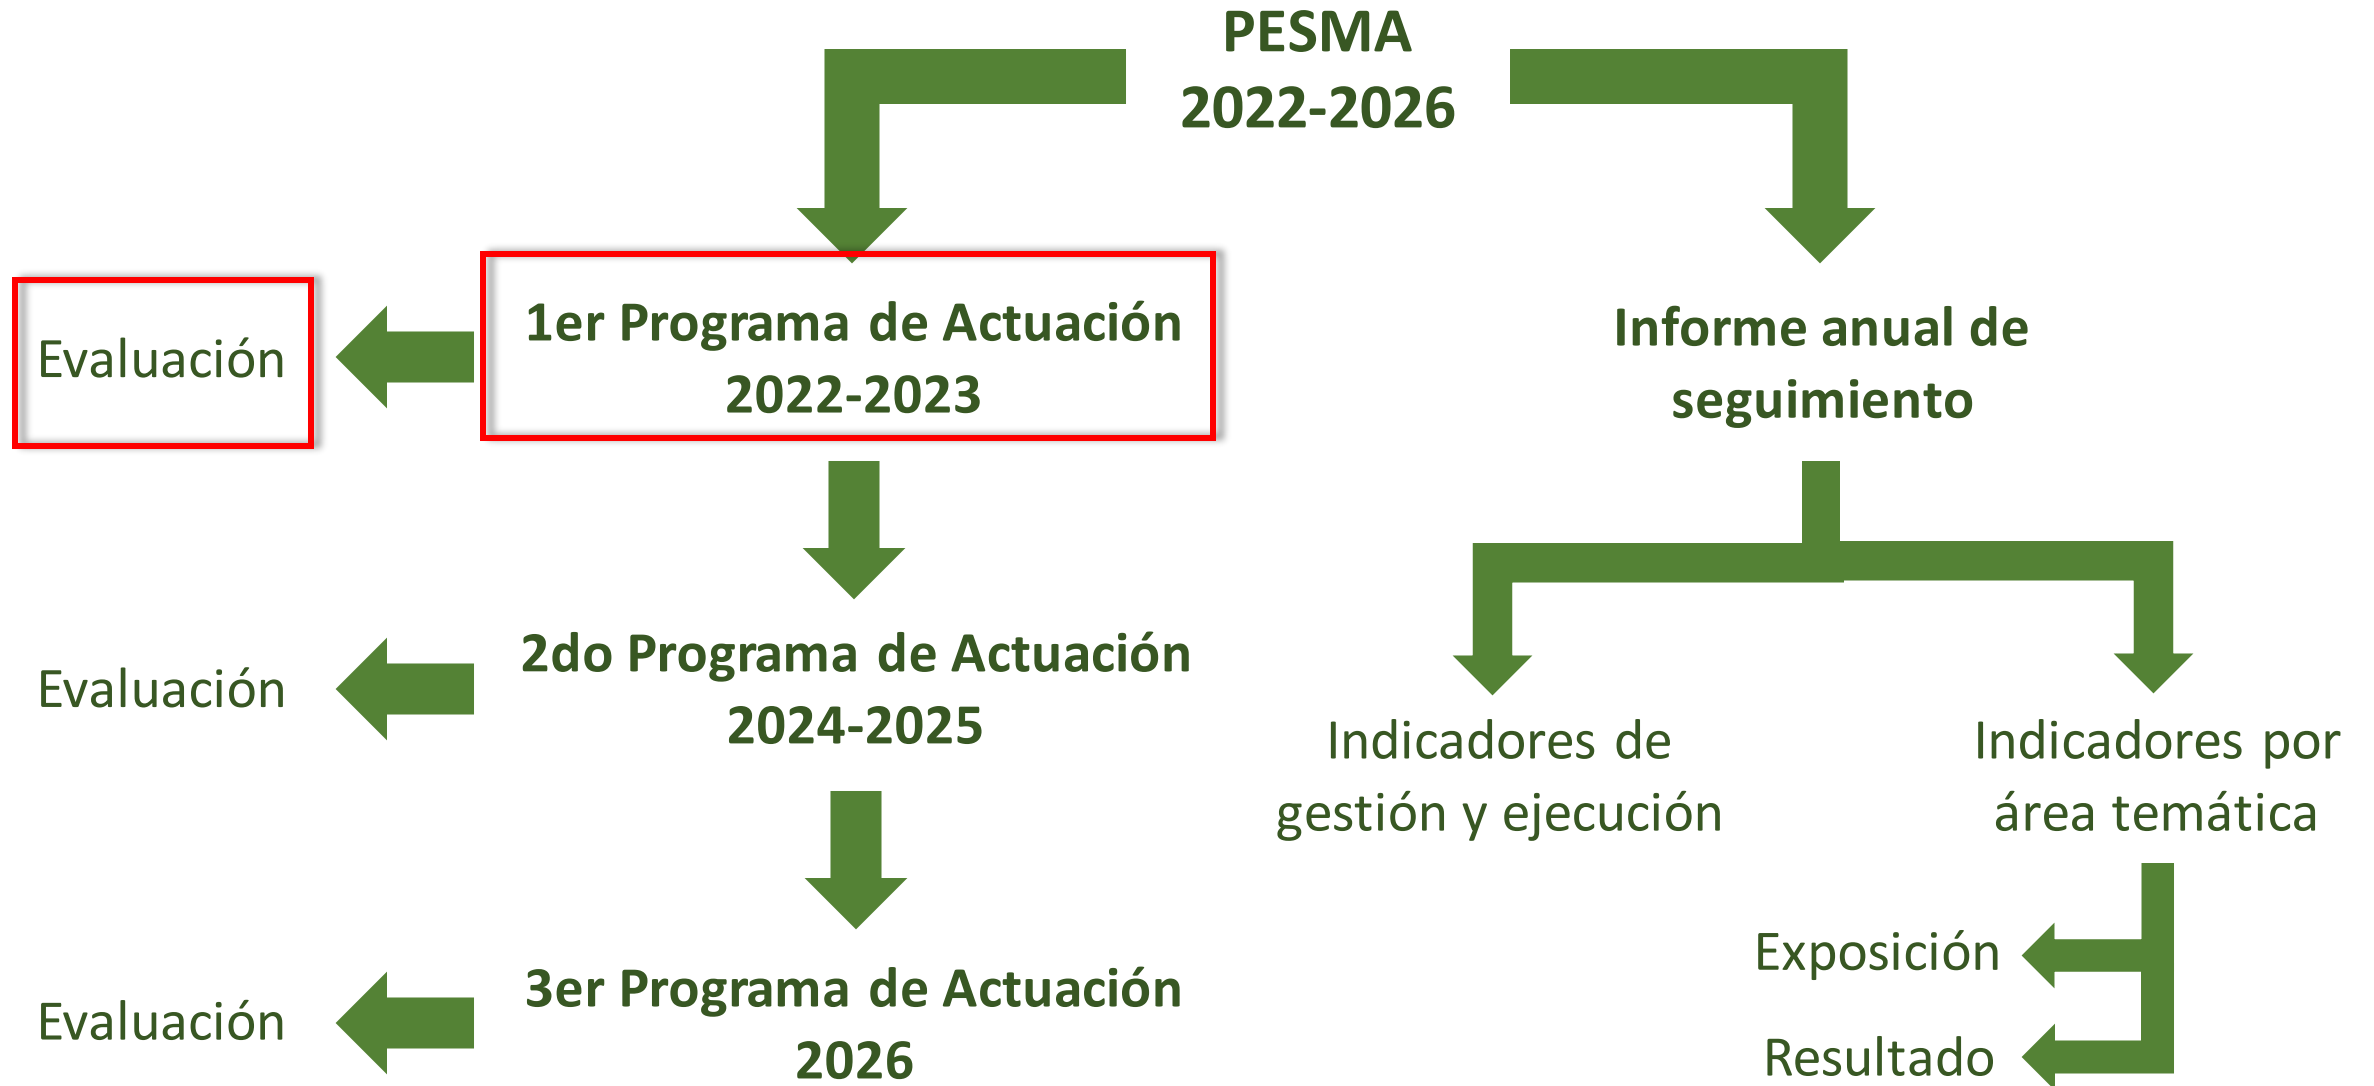 PESMA
2022-2026
1er Programa de Actuación
2022-2023
Evaluación
2do Programa de Actuación
2024-2025
Evaluación
3er Programa de Actuación
2026
Evaluación
Informe anual de
seguimiento
Indicadores de
gestión y ejecución
Indicadores por
área temática
Exposición
Resultado